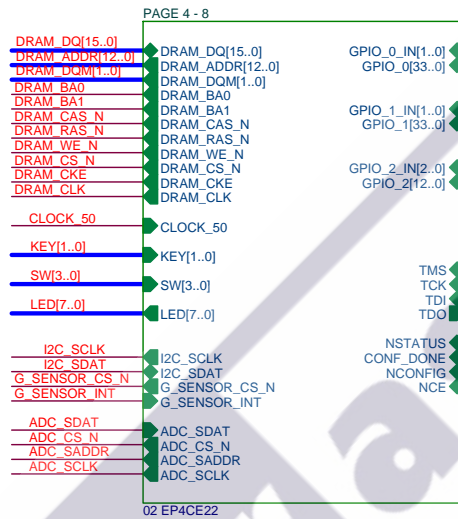 PAGE 4 - 8
DRAM_DQ[15..0] DRAM_DQ[15..0] GPIO_0_IN[1..0]
DRAM_ADDR[12..0] DRAM_ADDR[12..0] GPIO_0[33..0]
DRAM_DQM[1..0] DRAM_DQM[1..0]
DRAM_BA0 DRAM_BA0
DRAM_BA1 DRAM_BA1 GPIO_1_IN[1..0]
DRAM_CAS_N DRAM_CAS_N GPIO_1[33..0]
DRAM_RAS_N DRAM_RAS_N
DRAM_WE_N DRAM_WE_N
DRAM_CS_N DRAM_CS_N GPIO_2_IN[2..0]
DRAM_CKE DRAM_CKE GPIO_2[12..0]
DRAM_CLK DRAM_CLK
CLOCK_50 CLOCK_50
KEY[1..0] KEY[1..0]
TMS
SW[3..0] SW[3..0] TCK
TDI
LED[7..0] LED[7..0] TDO
NSTATUS
I2C_SCLK I2C_SCLK CONF_DONE
I2C_SDAT I2C_SDAT NCONFIG
G_SENSOR_CS_N G_SENSOR_CS_N NCE
G_SENSOR_INT G_SENSOR_INT
ADC_SDAT ADC_SDAT
ADC_CS_N ADC_CS_N
ADC_SADDR ADC_SADDR
ADC_SCLK ADC_SCLK
02 EP4CE22